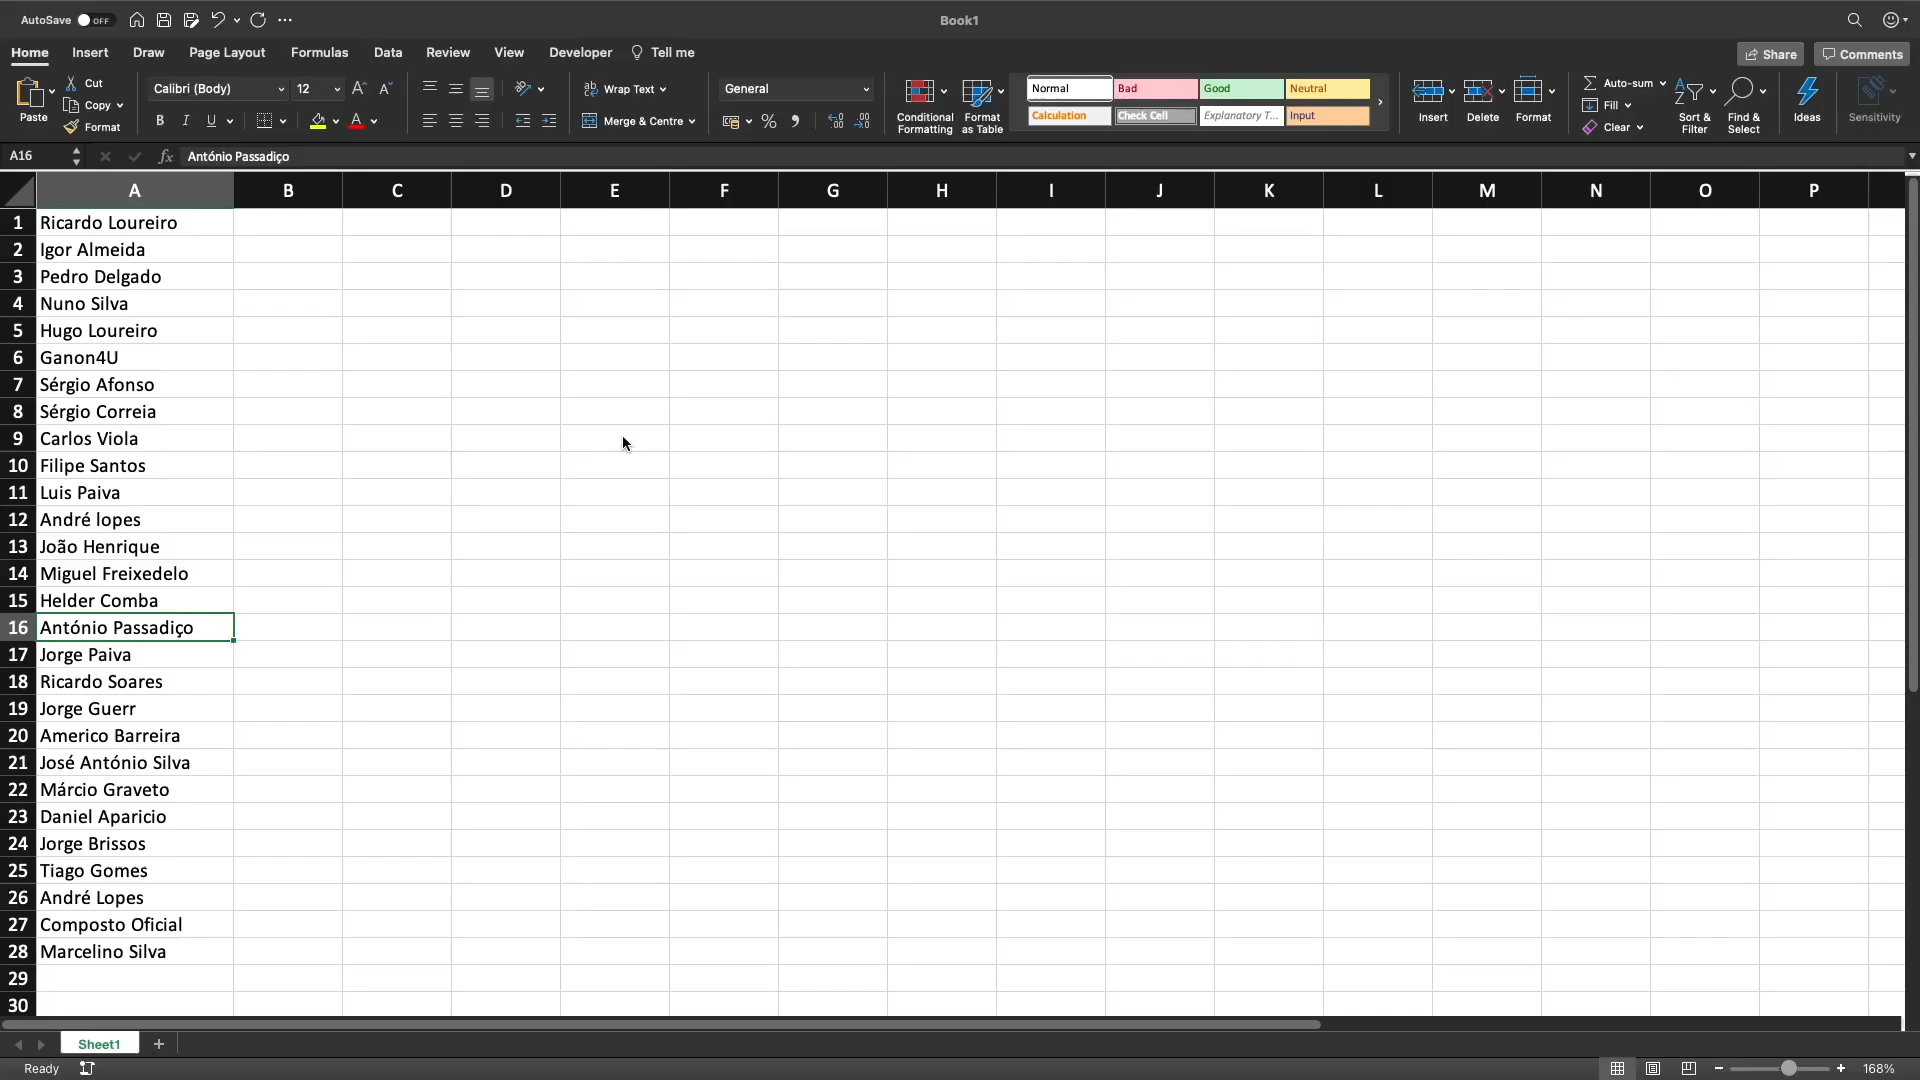 AutoSave OFF Book1
Home Insert Draw Page Layout Formulas Data Review View Developer Tell me Share Comments
Paste Cut Copy Format
Calibri (Body) 12
B I U
Wrap Text
Merge & Centre
General
Conditional Formatting
Format as Table
Normal Bad Good Neutral
Calculation Check Cell Explanatory T... Input
Insert Delete Format
Auto-sum
Fill
Clear
Sort & Filter
Find & Select
Ideas
Sensitivity
A16 fx António Passadiço
A B C D E F G H I J K L M N O P
1 Ricardo Loureiro
2 Igor Almeida
3 Pedro Delgado
4 Nuno Silva
5 Hugo Loureiro
6 Ganon4U
7 Sérgio Afonso
8 Sérgio Correia
9 Carlos Viola
10 Filipe Santos
11 Luis Paiva
12 André lopes
13 João Henrique
14 Miguel Freixedelo
15 Helder Comba
16 António Passadiço
17 Jorge Paiva
18 Ricardo Soares
19 Jorge Guerr
20 Americo Barreira
21 José António Silva
22 Márcio Graveto
23 Daniel Aparicio
24 Jorge Brissos
25 Tiago Gomes
26 André Lopes
27 Composto Oficial
28 Marcelino Silva
29
30
Sheet1
Ready 168%